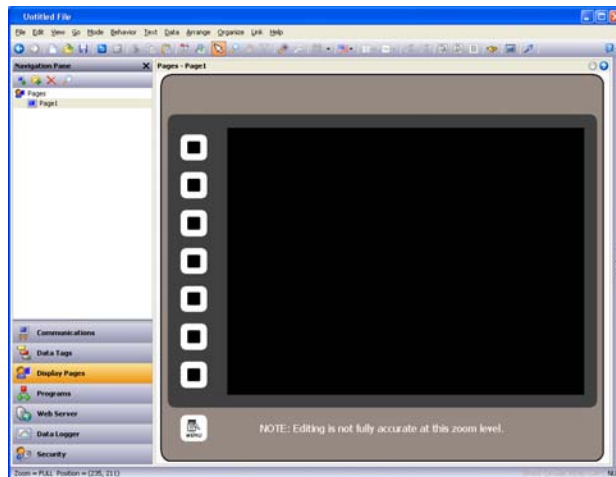 Untitled File
File Edit View Go Mode Behavior Text Data Arrange Organize Link Help
Navigation Pane
Pages - Page1
Pages
Page1
Communications
Data Tags
Display Pages
Programs
Web Server
Data Logger
Security
MENU
NOTE: Editing is not fully accurate at this zoom level.
Zoom = FULL Position = (235, 211)